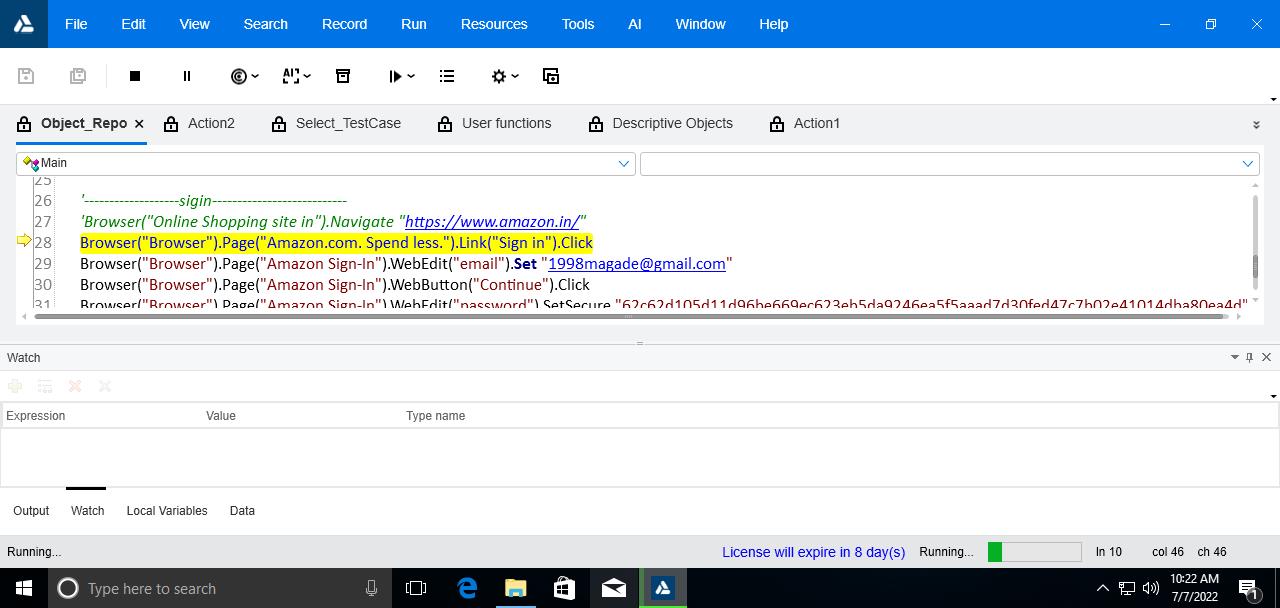 File Edit View Search Record Run Resources Tools AI Window Help
Object_Repo Action2 Select_TestCase User functions Descriptive Objects Action1
Main
25
26 '-------------------sigin---------------------------
27 'Browser("Online Shopping site in").Navigate "https://www.amazon.in/"
28 Browser("Browser").Page("Amazon.com. Spend less.").Link("Sign in").Click
29 Browser("Browser").Page("Amazon Sign-In").WebEdit("email").Set "1998magade@gmail.com"
30 Browser("Browser").Page("Amazon Sign-In").WebButton("Continue").Click
31 Browser("Browser").Page("Amazon Sign-In").WebEdit("password").SetSecure "62c62d105d11d96be669ec623eb5da9246ea5f5aaad7d30fed47c7b02e41014dba80ea4d"
Watch
Expression Value Type name
Output Watch Local Variables Data
Running... License will expire in 8 day(s) Running... ln 10 col 46 ch 46
Type here to search
10:22 AM
7/7/2022
1